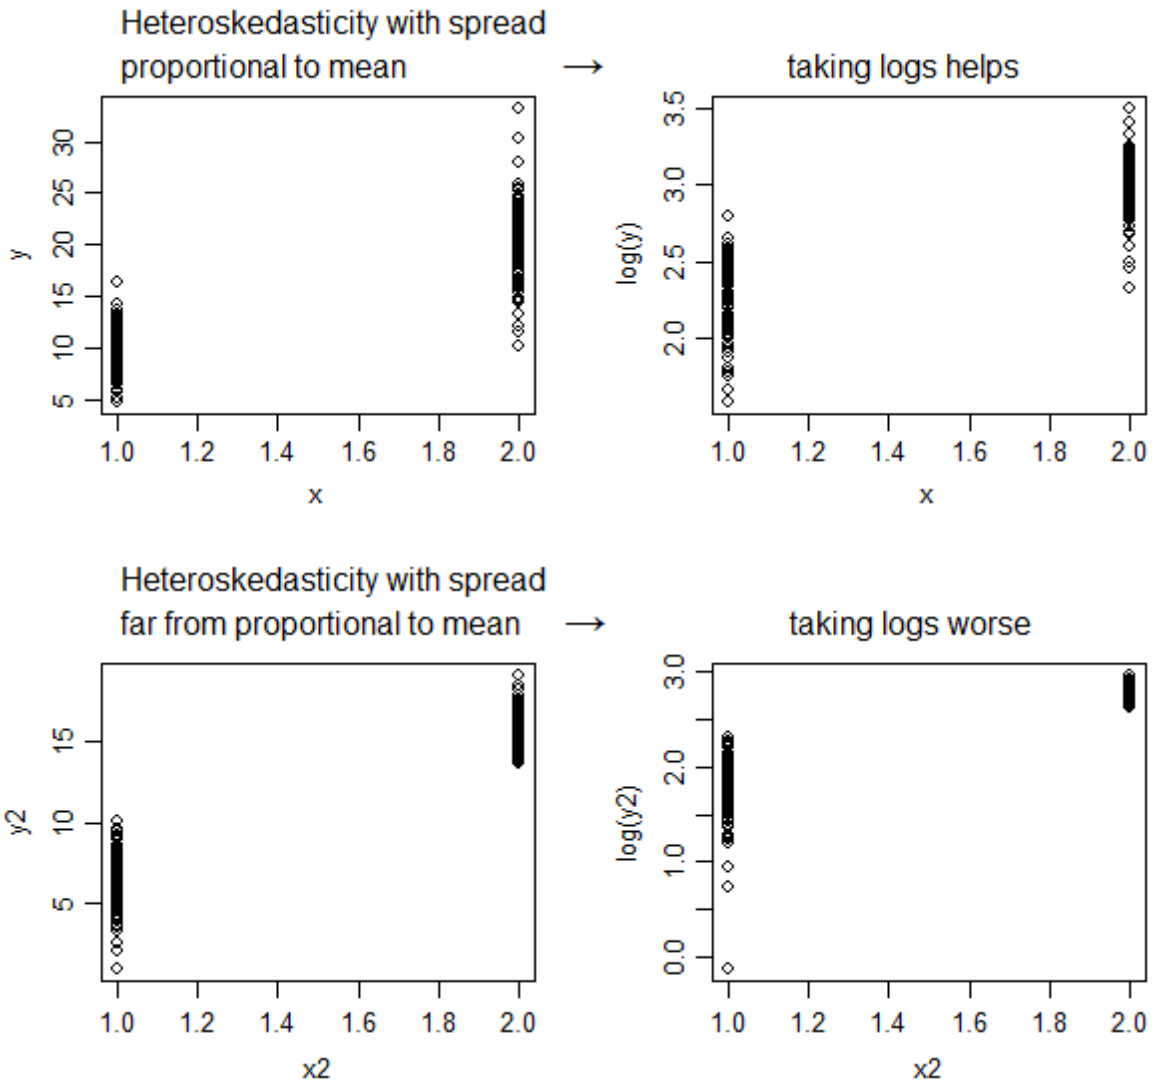 Heteroskedasticity with spread
proportional to mean → taking logs helps
y
30
25
20
15
10
5
1.0 1.2 1.4 1.6 1.8 2.0
x
log(y)
3.5
3.0
2.5
2.0
1.0 1.2 1.4 1.6 1.8 2.0
x
Heteroskedasticity with spread
far from proportional to mean → taking logs worse
y2
15
10
5
1.0 1.2 1.4 1.6 1.8 2.0
x2
log(y2)
3.0
2.0
1.0
0.0
1.0 1.2 1.4 1.6 1.8 2.0
x2